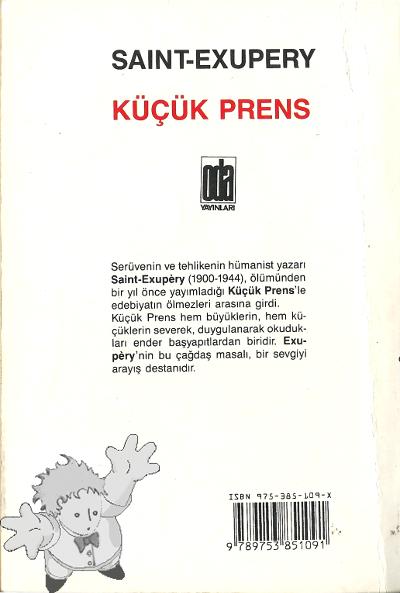 SAINT-EXUPERY
KÜÇÜK PRENS
oda
YAYINLARI
Serüvenin ve tehlikenin hümanist yazarı
Saint-Exupèry (1900-1944), ölümünden
bir yıl önce yayımladığı Küçük Prens'le
edebiyatın ölmezleri arasına girdi.
Küçük Prens hem büyüklerin, hem kü-
çüklerin severek, duygulanarak okuduk-
ları ender başyapıtlardan biridir. Exu-
pèry'nin bu çağdaş masalı, bir sevgiyi
arayış destanıdır.
ISBN 975-385-109-X
9 789753 851091